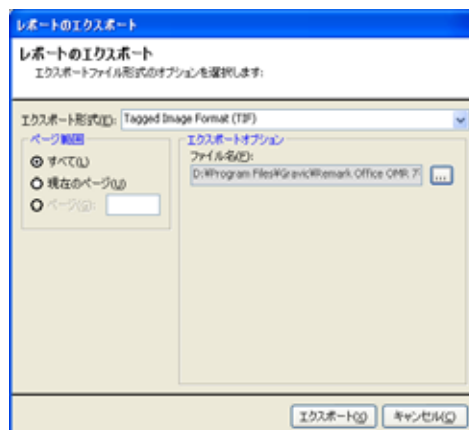 レポートのエクスポート
レポートのエクスポート
エクスポートファイル形式のオプションを選択します:
エクスポート形式(E): Tagged Image Format (TIF)
ページ範囲
すべて(L)
現在のページ(U)
ページ(G):
エクスポートオプション
ファイル名(F):
D:\Program Files\Gravic\Remark Office OMR 7\
...
エクスポート(X)
キャンセル(C)